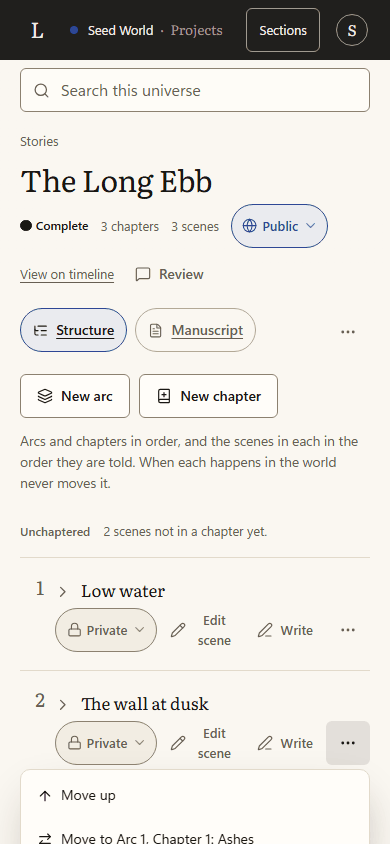 L Seed World · Projects Sections S
Search this universe
Stories
The Long Ebb
Complete 3 chapters 3 scenes Public
View on timeline Review
Structure Manuscript ...
New arc New chapter
Arcs and chapters in order, and the scenes in each in the
order they are told. When each happens in the world
never moves it.
Unchaptered 2 scenes not in a chapter yet.
1 Low water
Private Edit scene Write ...
2 The wall at dusk
Private Edit scene Write ...
Move up
Move to Arc 1, Chapter 1: Ashes